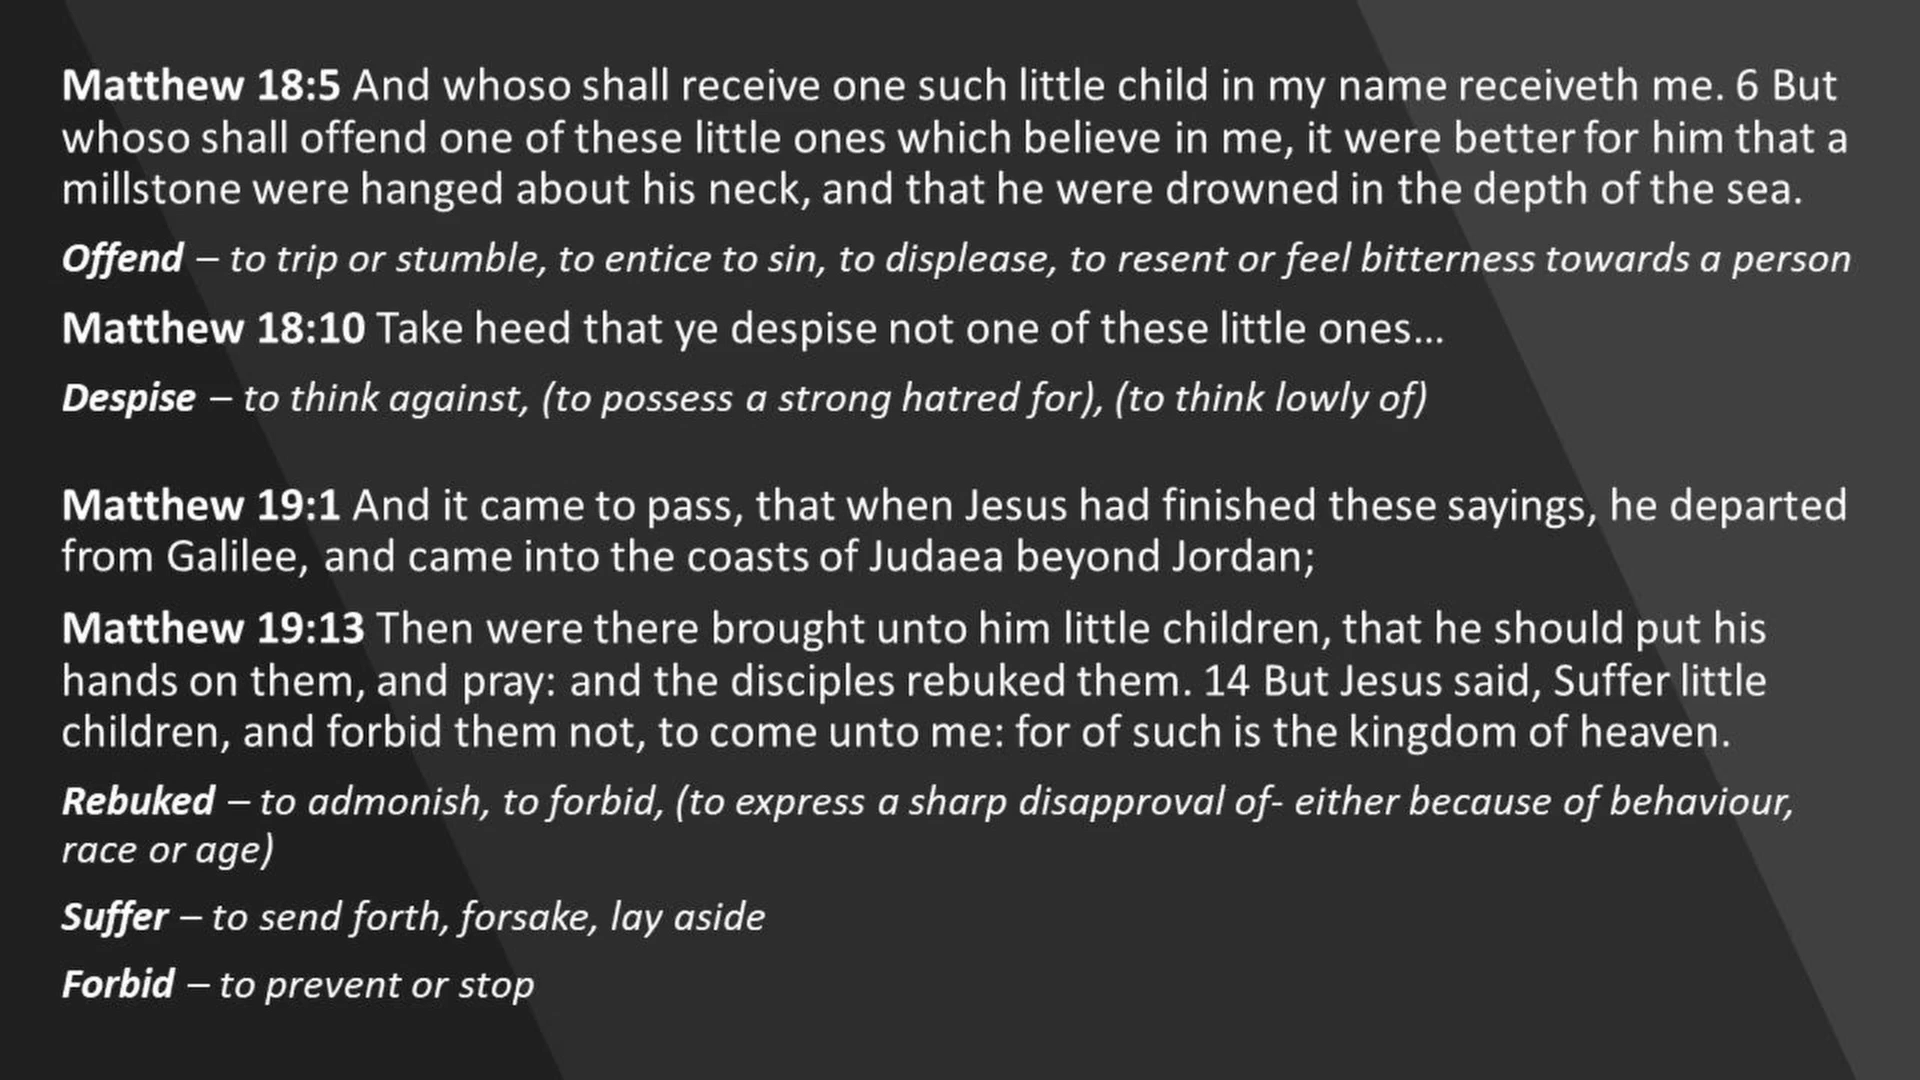 Matthew 18:5 And whoso shall receive one such little child in my name receiveth me. 6 But
whoso shall offend one of these little ones which believe in me, it were better for him that a
millstone were hanged about his neck, and that he were drowned in the depth of the sea.
Offend – to trip or stumble, to entice to sin, to displease, to resent or feel bitterness towards a person
Matthew 18:10 Take heed that ye despise not one of these little ones...
Despise – to think against, (to possess a strong hatred for), (to think lowly of)
Matthew 19:1 And it came to pass, that when Jesus had finished these sayings, he departed
from Galilee, and came into the coasts of Judaea beyond Jordan;
Matthew 19:13 Then were there brought unto him little children, that he should put his
hands on them, and pray: and the disciples rebuked them. 14 But Jesus said, Suffer little
children, and forbid them not, to come unto me: for of such is the kingdom of heaven.
Rebuked – to admonish, to forbid, (to express a sharp disapproval of- either because of behaviour,
race or age)
Suffer – to send forth, forsake, lay aside
Forbid – to prevent or stop